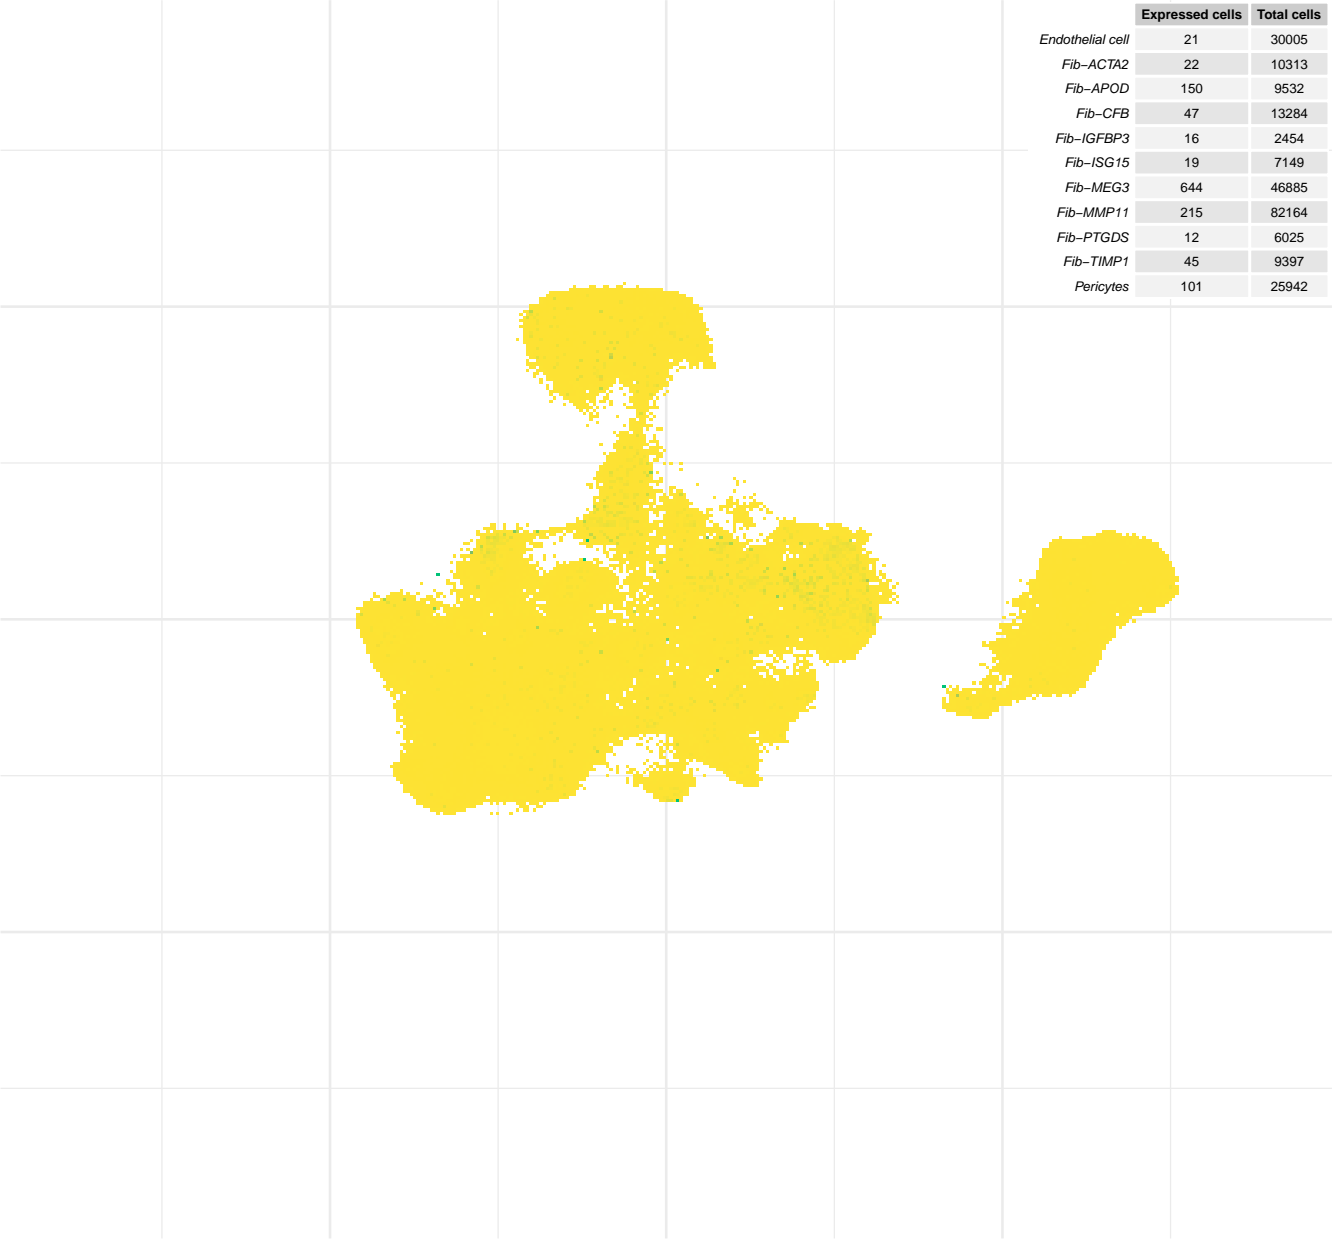 Expressed cells Total cells
Endothelial cell 21 30005
Fib−ACTA2 22 10313
Fib−APOD 150 9532
Fib−CFB 47 13284
Fib−IGFBP3 16 2454
Fib−ISG15 19 7149
Fib−MEG3 644 46885
Fib−MMP11 215 82164
Fib−PTGDS 12 6025
Fib−TIMP1 45 9397
Pericytes 101 25942